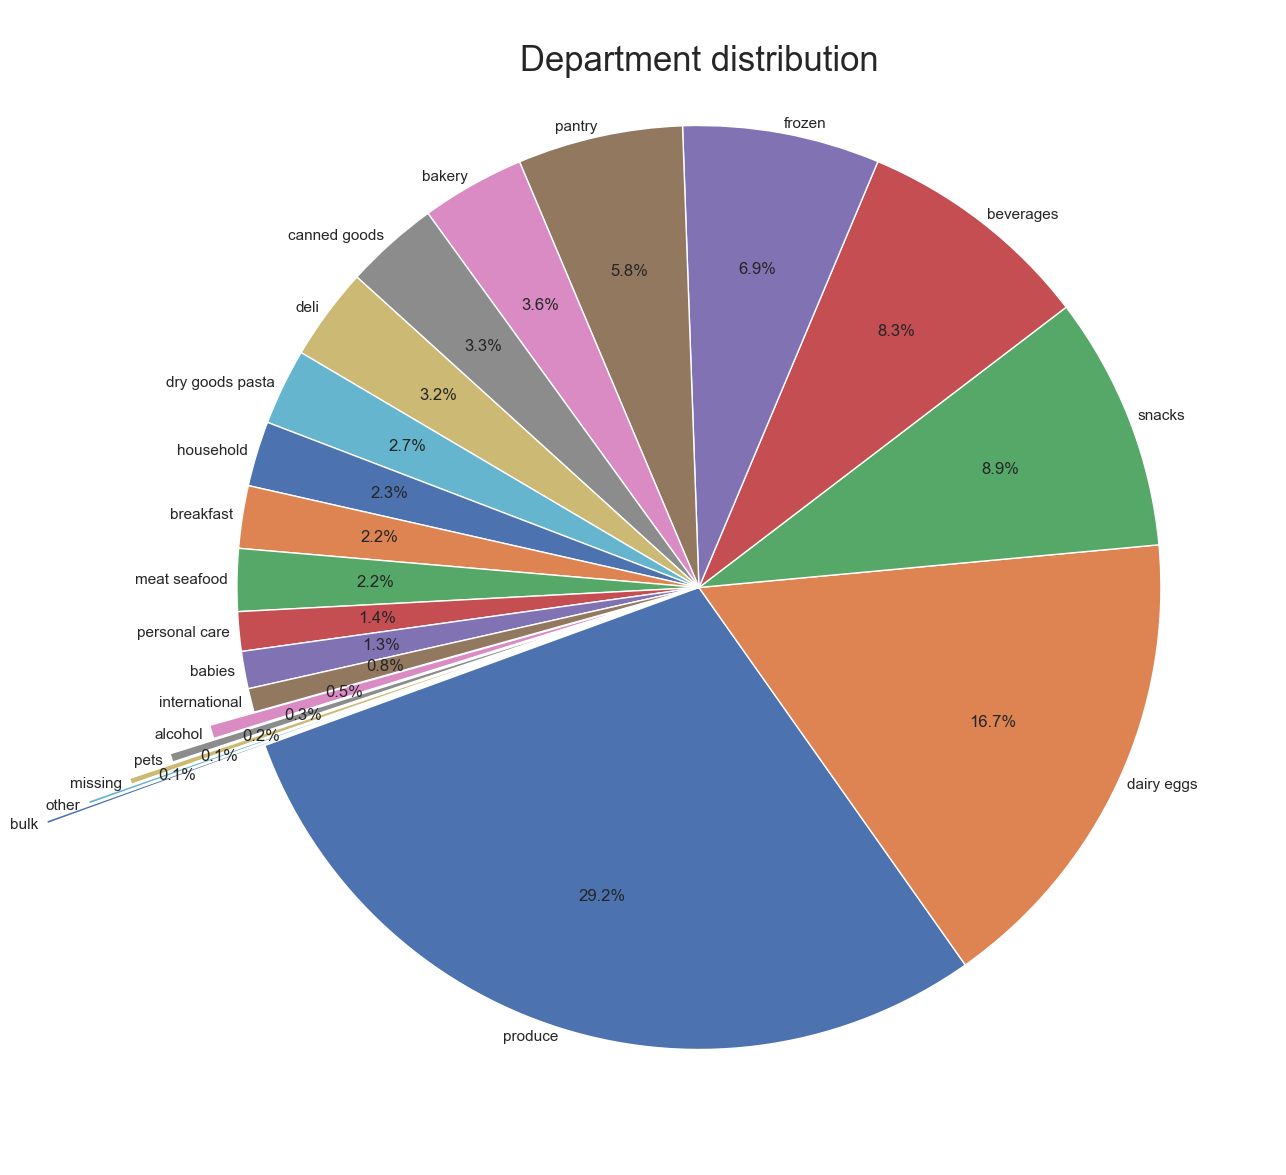 Department distribution
frozen
pantry
bakery
beverages
canned goods
6.9%
5.8%
deli
3.6%
8.3%
3.3%
dry goods pasta
3.2%
snacks
household
2.7%
8.9%
2.3%
breakfast
2.2%
meat seafood
2.2%
personal care
1.4%
babies
1.3%
international
0.8%
alcohol
0.5%
pets
0.3%
16.7%
missing
0.2%
other
0.1%
dairy eggs
bulk
0.1%
29.2%
produce